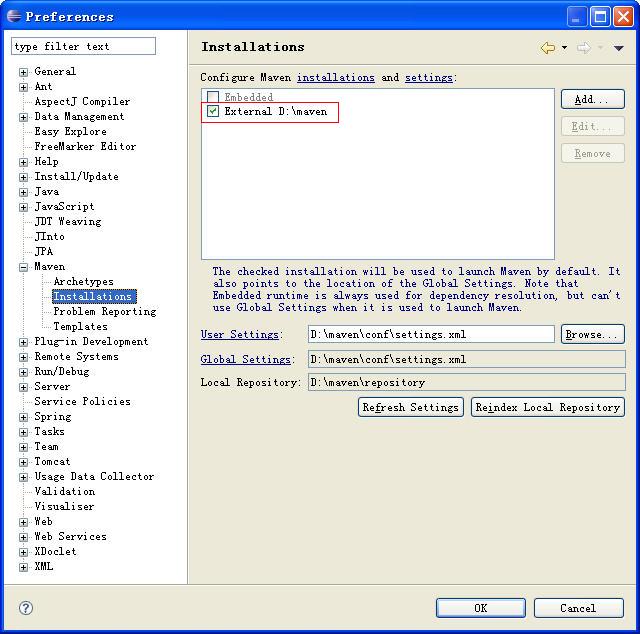 Preferences
type filter text
General
Ant
AspectJ Compiler
Data Management
Easy Explore
FreeMarker Editor
Help
Install/Update
Java
JavaScript
JDT Weaving
JInto
JPA
Maven
Archetypes
Installations
Problem Reporting
Templates
Plug-in Development
Remote Systems
Run/Debug
Server
Service Policies
Spring
Tasks
Team
Tomcat
Usage Data Collector
Validation
Visualiser
Web
Web Services
XDoclet
XML
Installations
Configure Maven installations and settings:
Embedded
External D:\maven
Add...
Edit...
Remove
The checked installation will be used to launch Maven by default. It
also points to the location of the Global Settings. Note that
Embedded runtime is always used for dependency resolution, but can't
use Global Settings when it is used to launch Maven.
User Settings: D:\maven\conf\settings.xml Browse...
Global Settings: D:\maven\conf\settings.xml
Local Repository: D:\maven\repository
Refresh Settings Reindex Local Repository
? OK Cancel